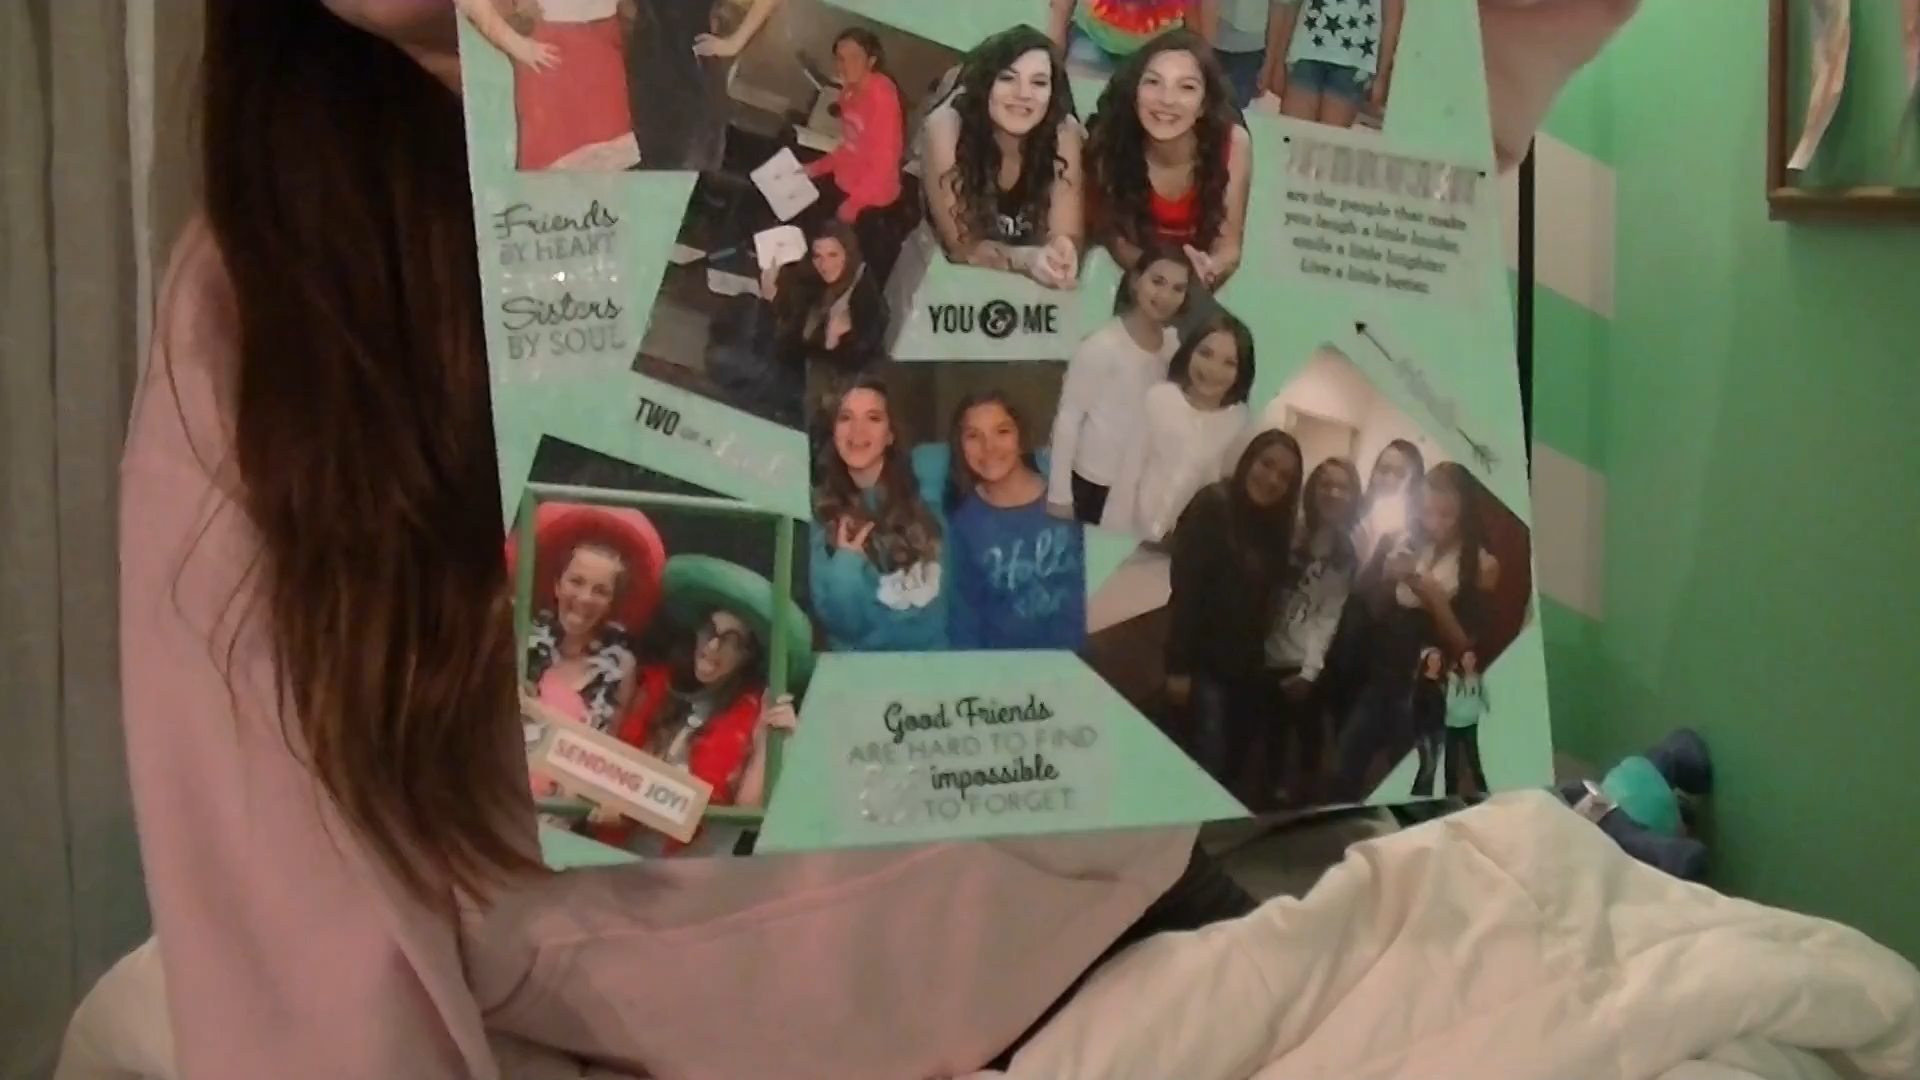 Friends
BY HEART
Sisters
BY SOUL
YOU & ME
are the people that make
you laugh a little louder,
smile a little brighter
Live a little better.
TWO OF A
SENDING JOY!
Good Friends
ARE HARD TO FIND
impossible
TO FORGET